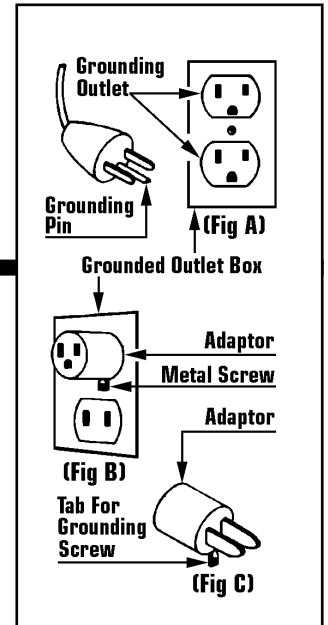 Grounding
Outlet
Grounding
Pin
(Fig A)
Grounded Outlet Box
Adaptor
Metal Screw
Adaptor
(Fig B)
Tab For
Grounding
Screw
(Fig C)